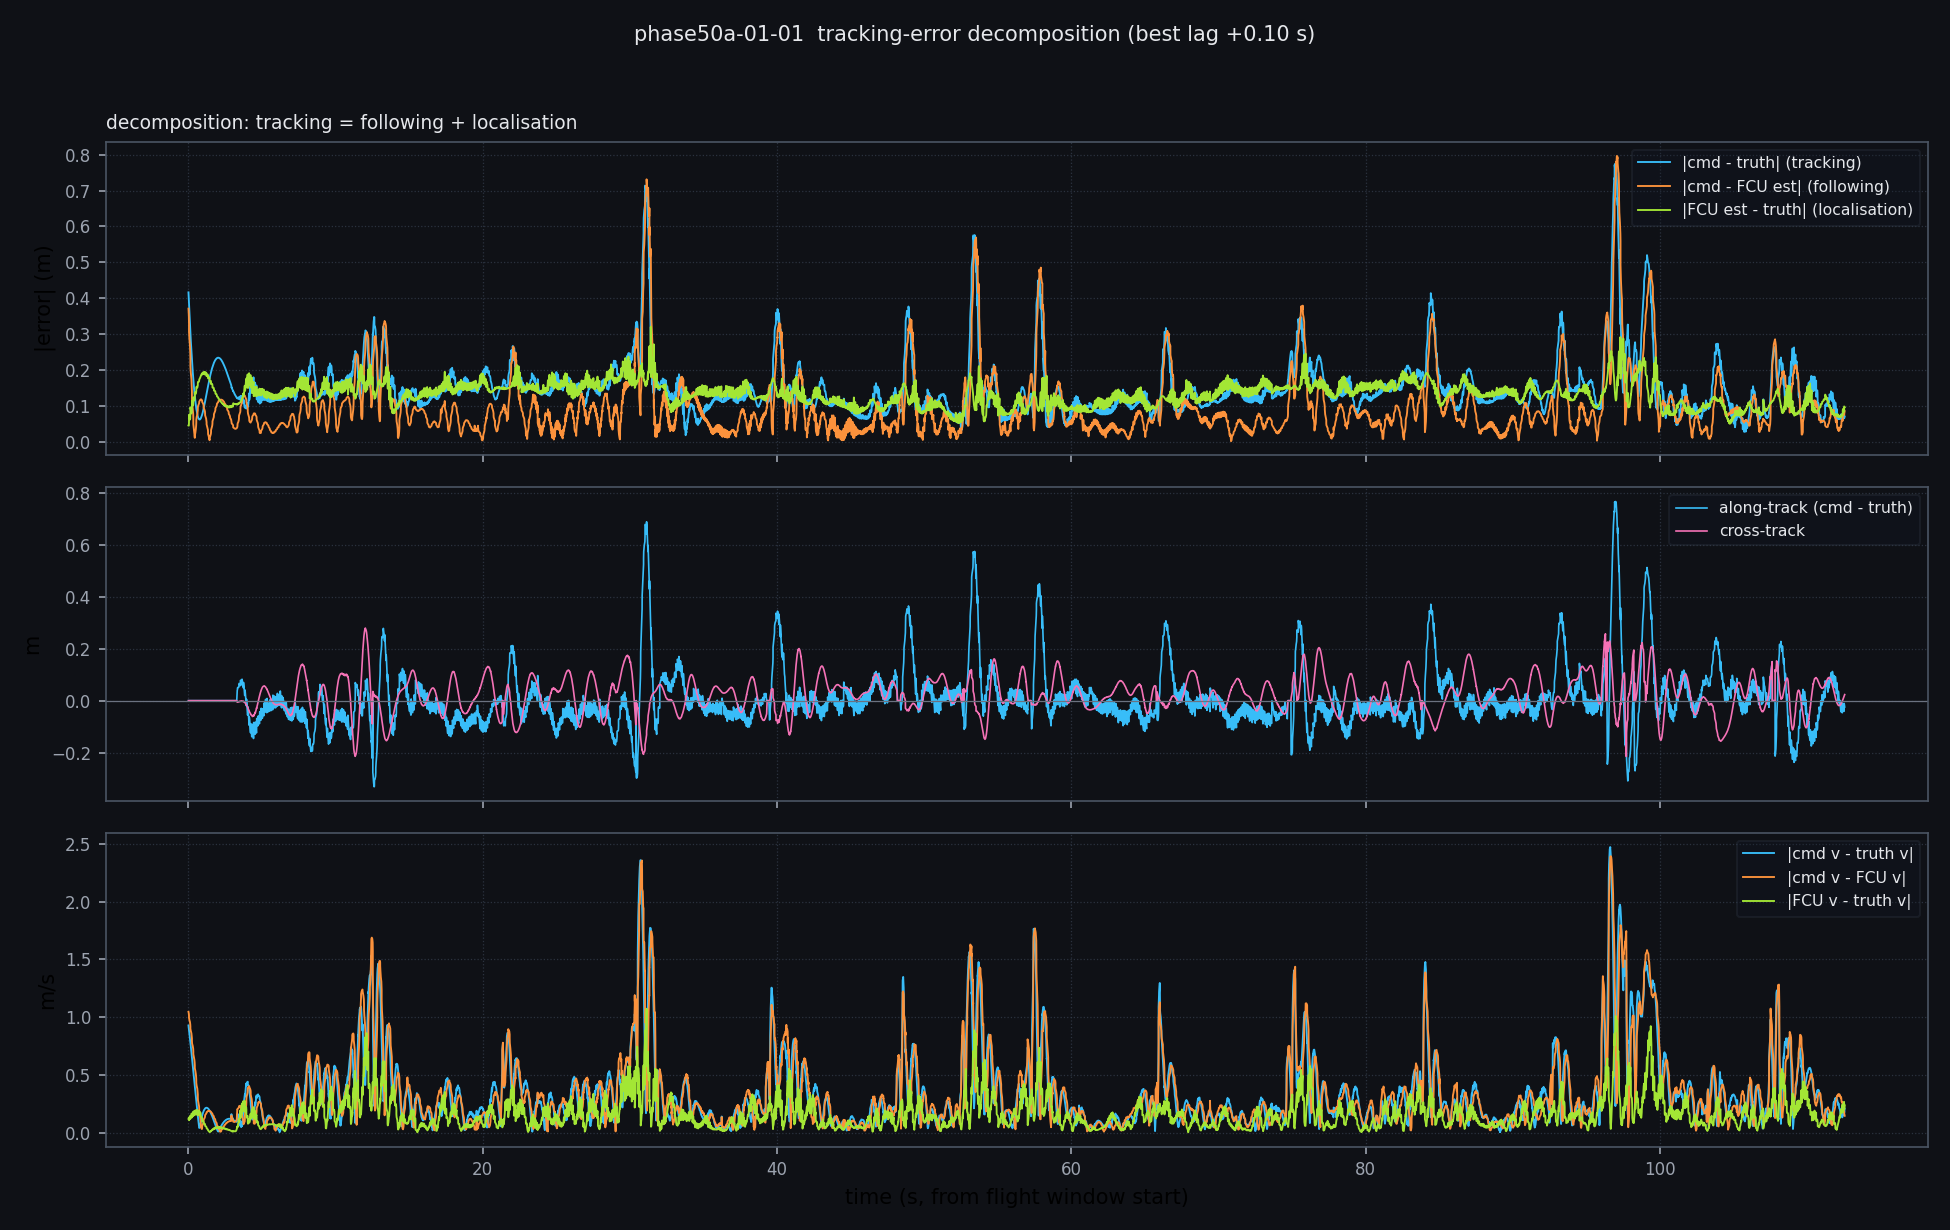 phase50a-01-01  tracking-error decomposition (best lag +0.10 s)
decomposition: tracking = following + localisation
|error| (m)
0.8
0.7
0.6
0.5
0.4
0.3
0.2
0.1
0.0
|cmd - truth| (tracking)
|cmd - FCU est| (following)
|FCU est - truth| (localisation)
m
0.8
0.6
0.4
0.2
0.0
−0.2
along-track (cmd - truth)
cross-track
m/s
2.5
2.0
1.5
1.0
0.5
0.0
|cmd v - truth v|
|cmd v - FCU v|
|FCU v - truth v|
0 20 40 60 80 100
time (s, from flight window start)